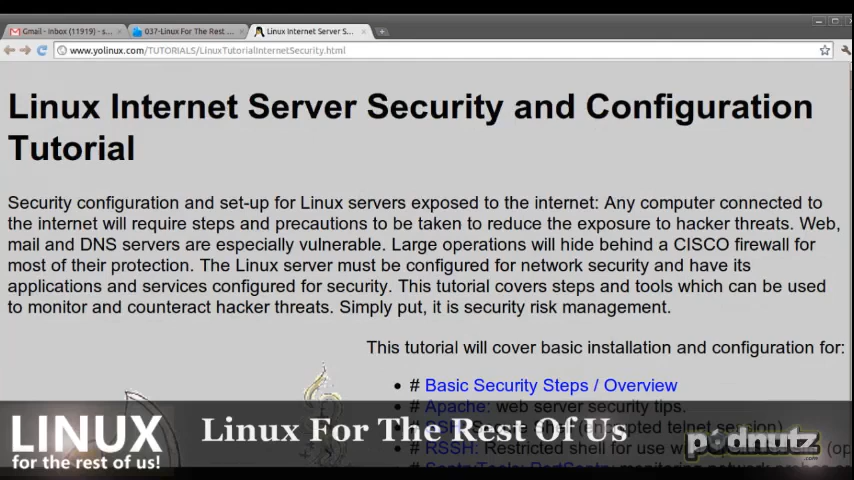 Gmail - Inbox (11919) - s...
037-Linux For The Rest ...
Linux Internet Server S...
www.yolinux.com/TUTORIALS/LinuxTutorialInternetSecurity.html
Linux Internet Server Security and Configuration
Tutorial
Security configuration and set-up for Linux servers exposed to the internet: Any computer connected to
the internet will require steps and precautions to be taken to reduce the exposure to hacker threats. Web,
mail and DNS servers are especially vulnerable. Large operations will hide behind a CISCO firewall for
most of their protection. The Linux server must be configured for network security and have its
applications and services configured for security. This tutorial covers steps and tools which can be used
to monitor and counteract hacker threats. Simply put, it is security risk management.
This tutorial will cover basic installation and configuration for:
• # Basic Security Steps / Overview
• # Apache: web server security tips.
# SSH: Secure Shell (encrypted telnet session)
• # RSSH: Restricted shell for use
LINUX
for the rest of us!
Linux For The Rest Of Us
podnutz
.com